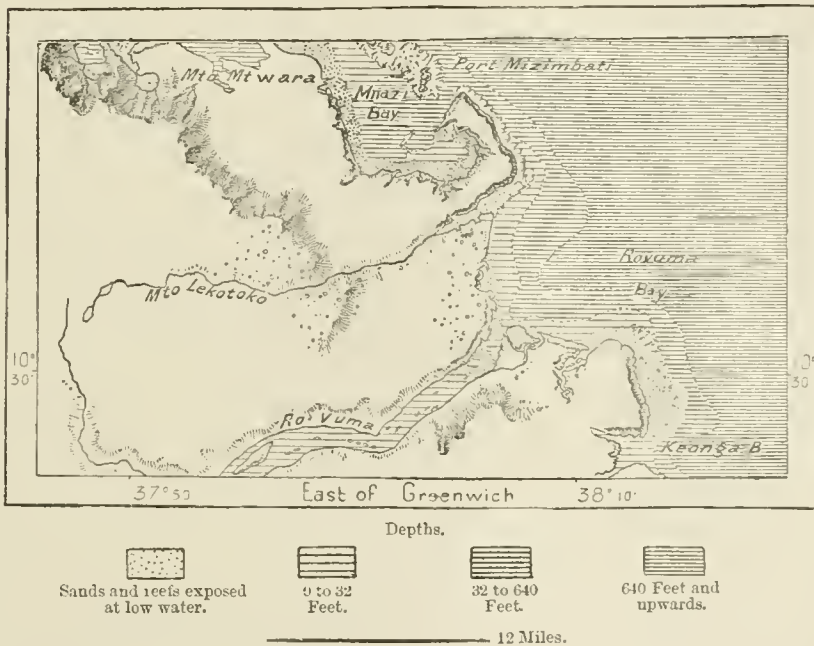 Port Mizimbati
Mto Mtwara
Mnazi
Bay
Rovuma
Bay
Mto Lekotoko
10°
30'
10°
30'
Ro Vuma
Keonga B.
37°50'
East of Greenwich
38°10'
Depths.
Sands and reefs exposed
at low water.
0 to 32
Feet.
32 to 640
Feet.
640 Feet and
upwards.
12 Miles.